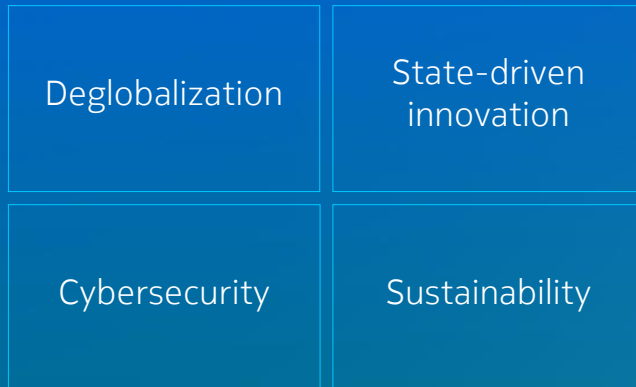 Deglobalization
State-driven
innovation
Cybersecurity
Sustainability